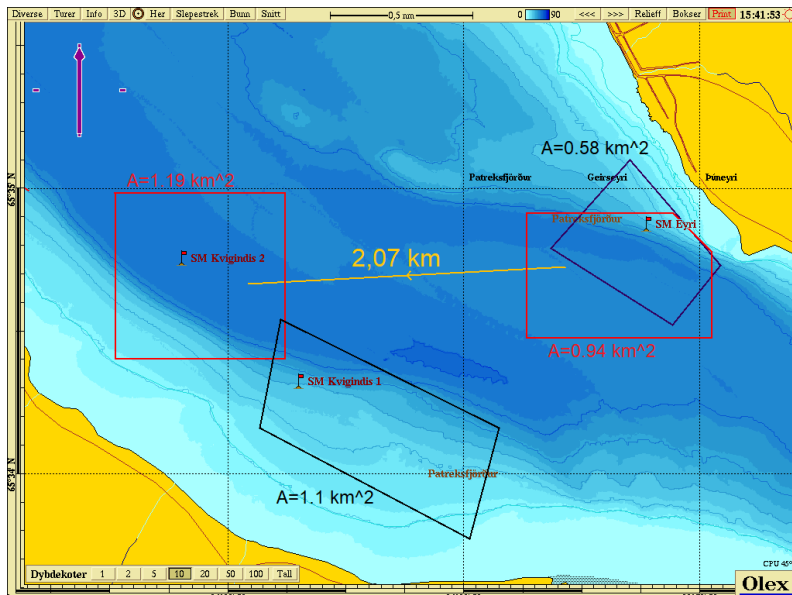 Diverse Turer Info 3D Her Slepestrek Bunn Snitt 0,5 nm 0 90 <<< >>> Relieff Bokser Print 15:41:53
A=0.58 km^2
A=1.19 km^2
Patreksfjörður Geirseyri Þúneyri
65°35' N
Patreksfjörður
SM Eyri
2,07 km
SM Kvigindis 2
A=0.94 km^2
SM Kvigindis 1
65°34' N
Patreksfjörður
A=1.1 km^2
CPU 45°
Dybdekoter 1 2 5 10 20 50 100 Tall
Olex